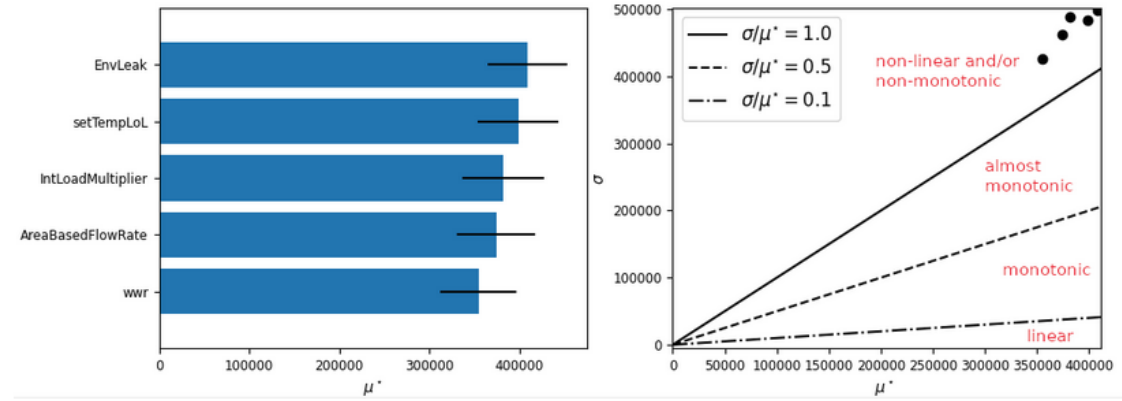 EnvLeak
setTempLoL
IntLoadMultiplier
AreaBasedFlowRate
wwr
0
100000
200000
300000
400000
μ*
500000
400000
300000
200000
100000
0
σ
σ/μ* = 1.0
σ/μ* = 0.5
σ/μ* = 0.1
non-linear and/or
non-monotonic
almost
monotonic
monotonic
linear
0
50000
100000
150000
200000
250000
300000
350000
400000
μ*